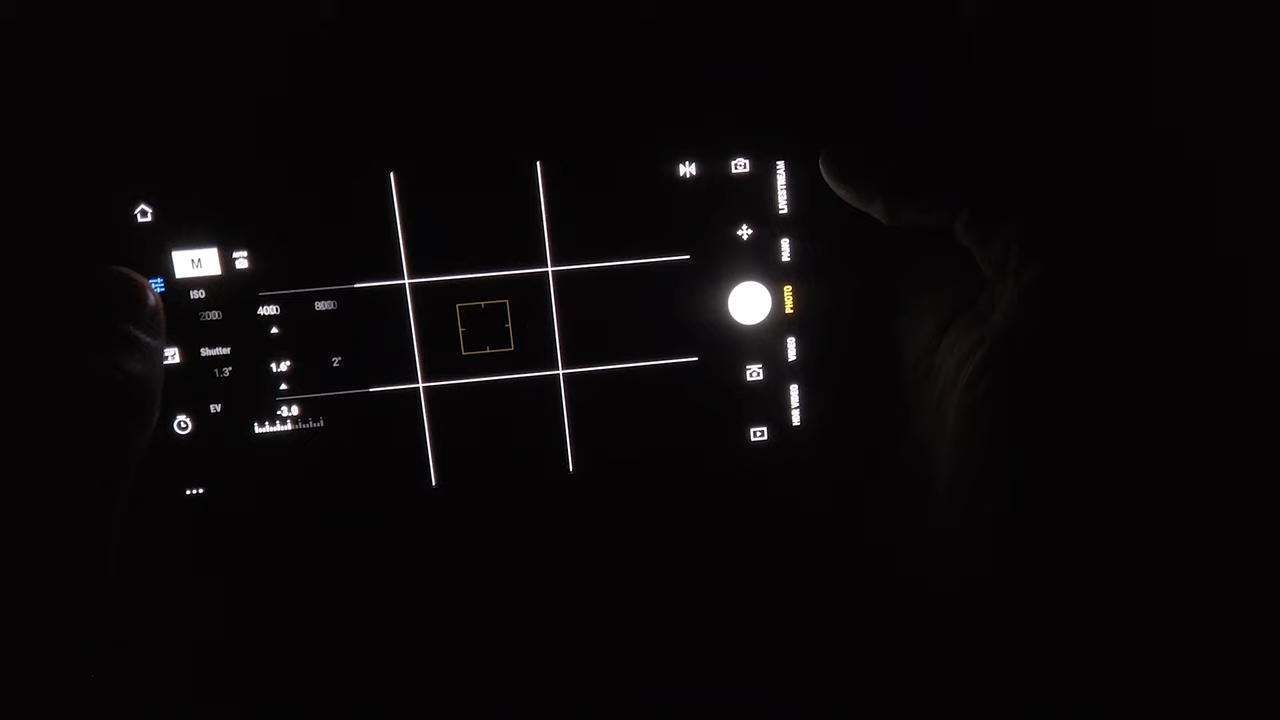 M AUTO
ISO
2000 4000 8000
Shutter
1.3" 1.6" 2"
EV
-3.0
LIVESTREAM
PANO
PHOTO
VIDEO
HDR VIDEO